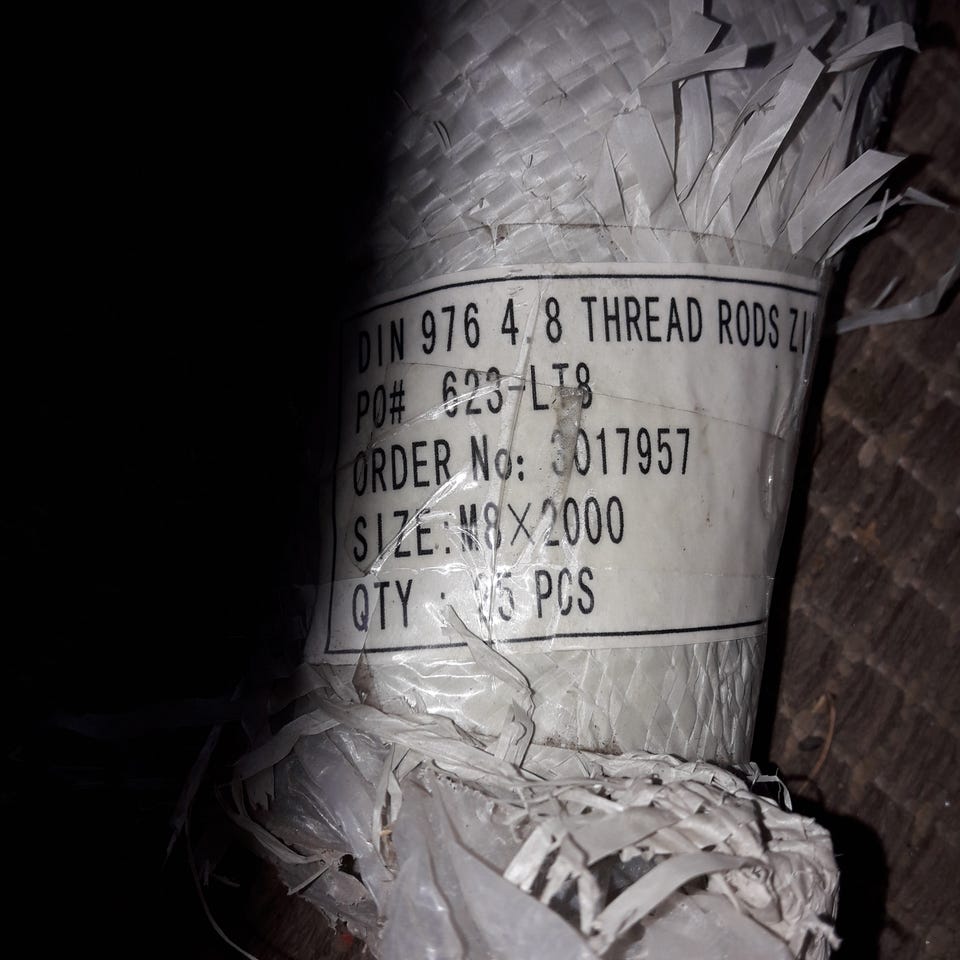 DIN 976 4.8 THREAD RODS
PO# 623-LT8
ORDER No: 3017957
SIZE:M8×2000
QTY : PCS